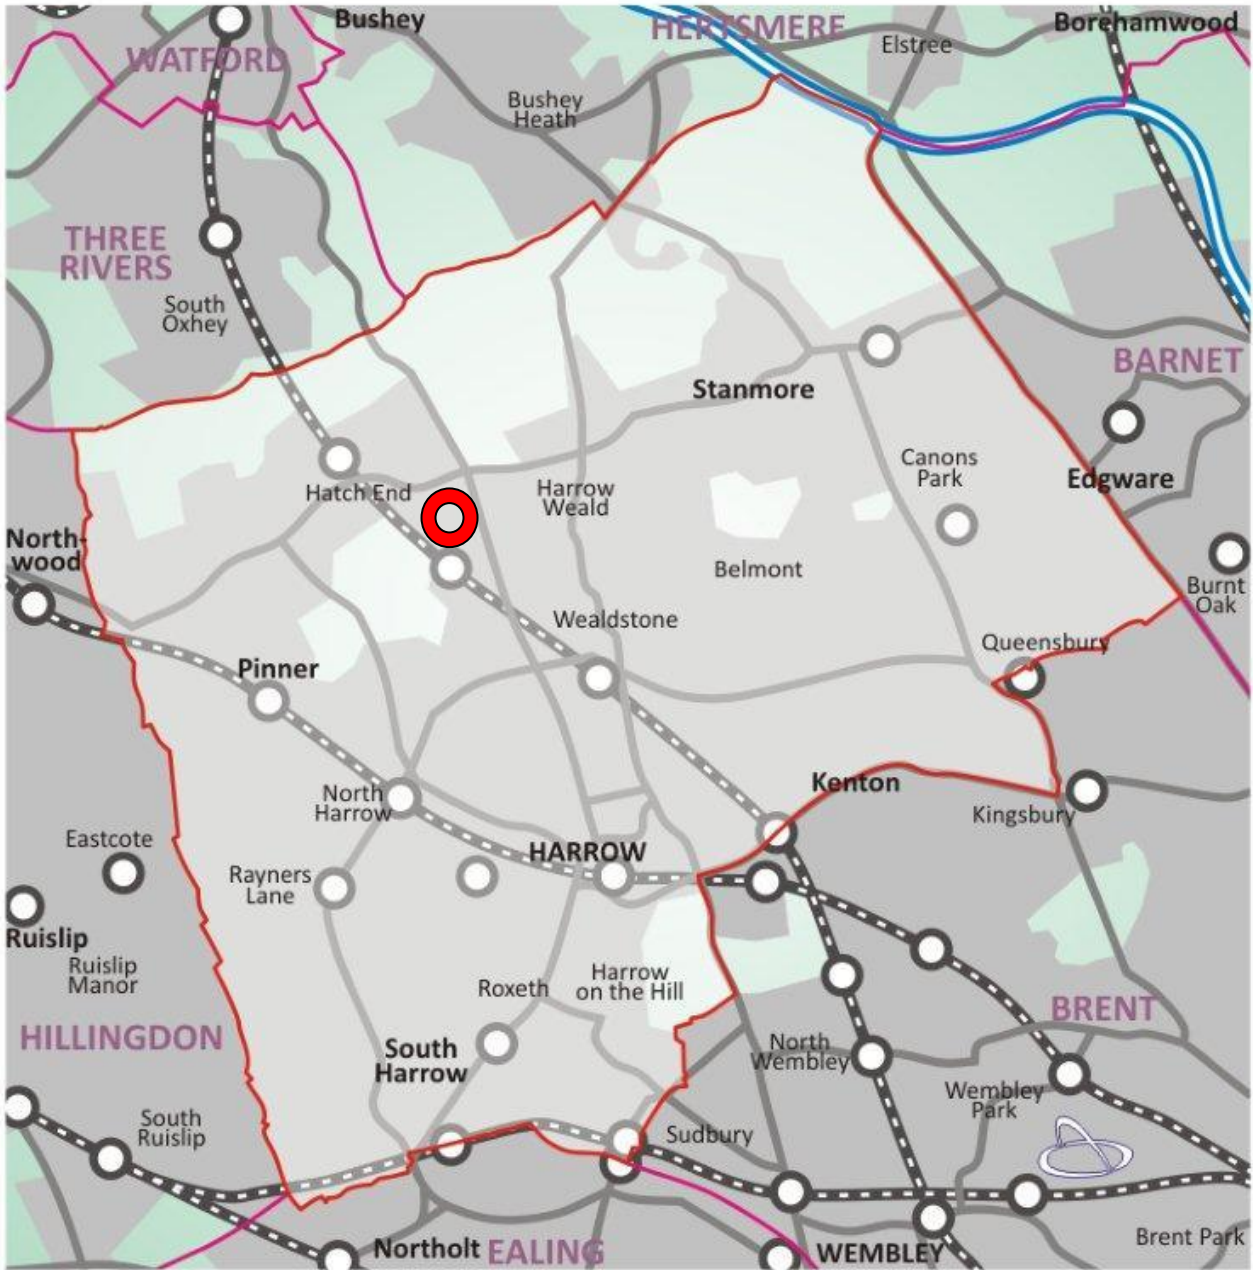 Bushey
HERTSMERE
Borehamwood
WATFORD
Elstree
Bushey
Heath
THREE
RIVERS
South
Oxhey
BARNET
Stanmore
Canons
Park
Edgware
Hatch End
Harrow
Weald
North-
wood
Belmont
Burnt
Oak
Wealdstone
Queensbury
Pinner
Kenton
North
Harrow
Kingsbury
Eastcote
HARROW
Rayners
Lane
Ruislip
Ruislip
Manor
Roxeth
Harrow
on the Hill
BRENT
HILLINGDON
South
Harrow
North
Wembley
Wembley
Park
South
Ruislip
Sudbury
Northolt
EALING
WEMBLEY
Brent Park